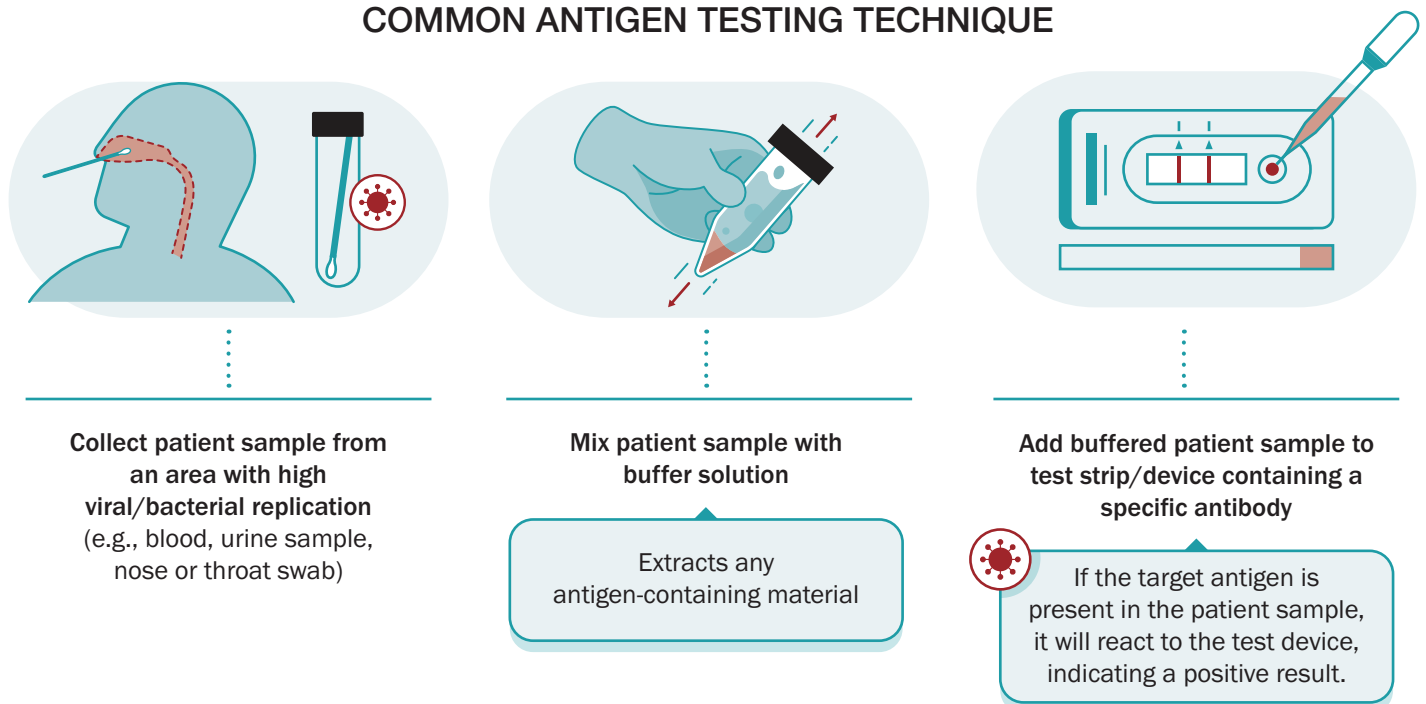 COMMON ANTIGEN TESTING TECHNIQUE
Collect patient sample from
an area with high
viral/bacterial replication
(e.g., blood, urine sample,
nose or throat swab)
Mix patient sample with
buffer solution
Extracts any
antigen-containing material
Add buffered patient sample to
test strip/device containing a
specific antibody
If the target antigen is
present in the patient sample,
it will react to the test device,
indicating a positive result.